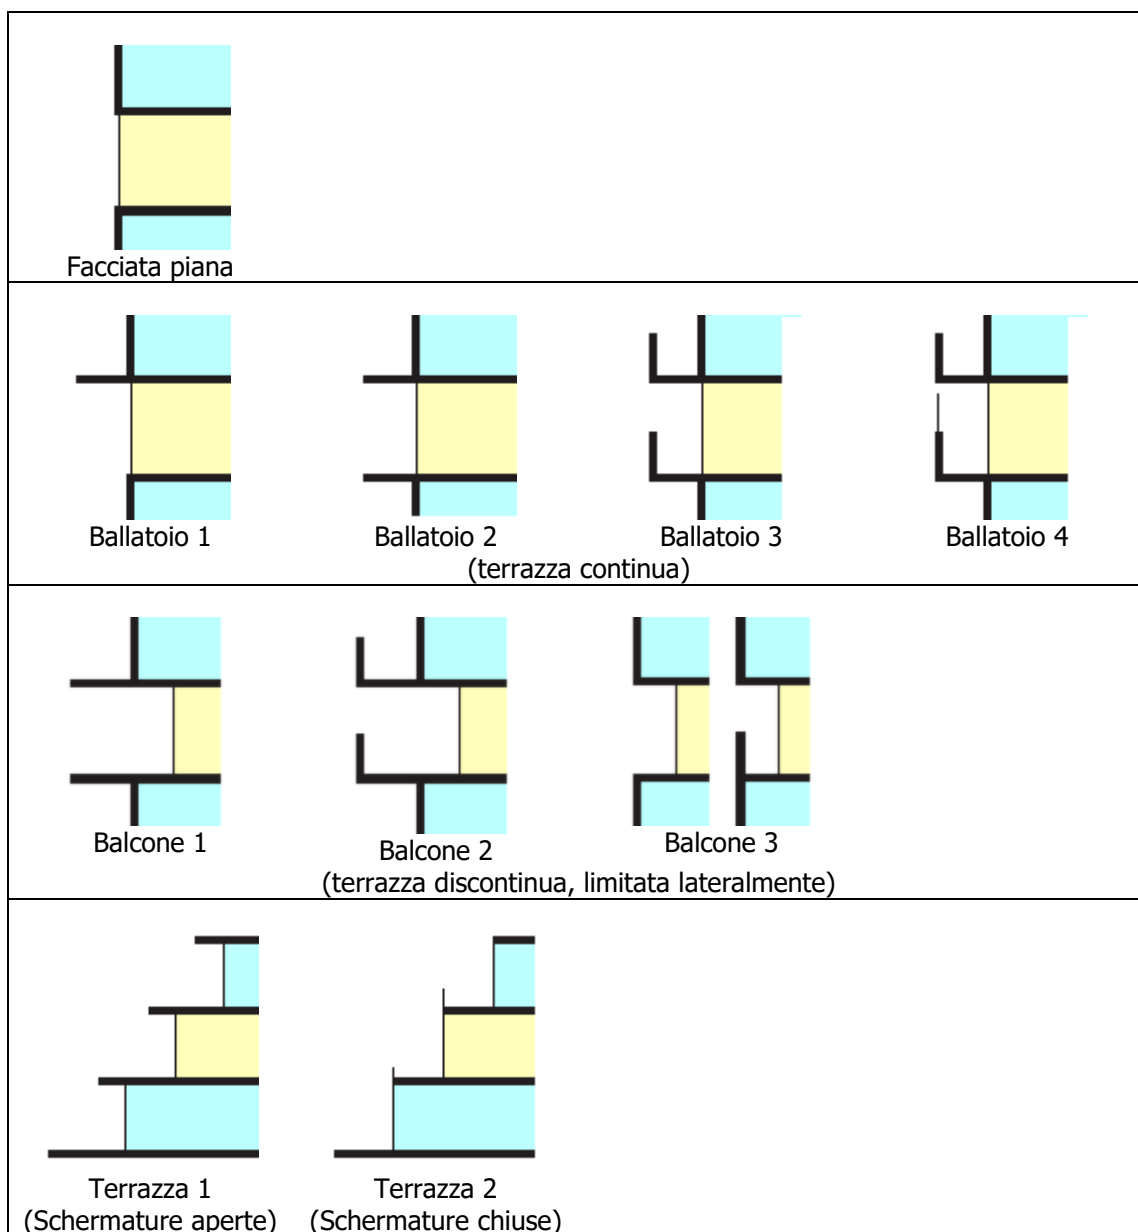 Facciata piana
Ballatoio 1 Ballatoio 2 Ballatoio 3 Ballatoio 4
(terrazza continua)
Balcone 1 Balcone 2 Balcone 3
(terrazza discontinua, limitata lateralmente)
Terrazza 1 Terrazza 2
(Schermature aperte) (Schermature chiuse)